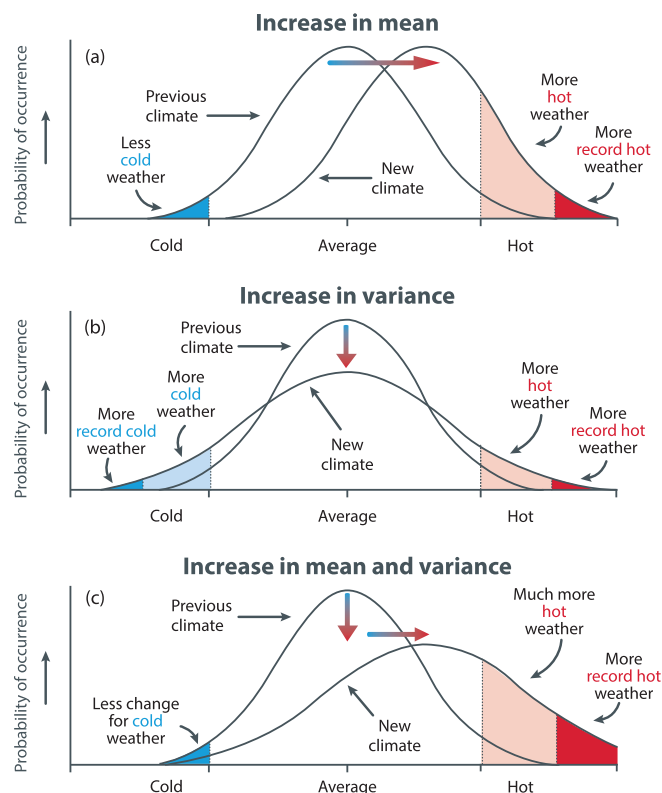 Increase in mean
(a)
Probability of occurrence
Previous
climate
Less
cold
weather
New
climate
More
hot
weather
More
record hot
weather
Cold
Average
Hot
Increase in variance
(b)
Probability of occurrence
Previous
climate
More
cold
weather
More
record cold
weather
New
climate
More
hot
weather
More
record hot
weather
Cold
Average
Hot
Increase in mean and variance
(c)
Probability of occurrence
Previous
climate
Less change
for cold
weather
New
climate
Much more
hot
weather
More
record hot
weather
Cold
Average
Hot